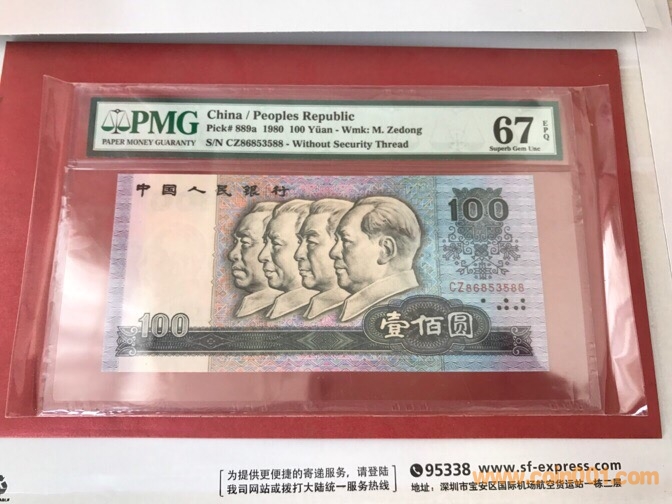 PMG
PAPER MONEY GUARANTY
China / Peoples Republic
Pick# 889a 1980 100 Yüan - Wmk: M. Zedong
S/N CZ86853588 - Without Security Thread
67 EPQ
Superb Gem Unc
中国人民银行
100
CZ86853588
100
壹佰圆
为提供更便捷的寄递服务，请登陆
我司网站或拨打大陆统一服务热线
95338 www.sf-express.com
地址：深圳市宝安区国际机场航空货运站一栋二层
www.coin001.com